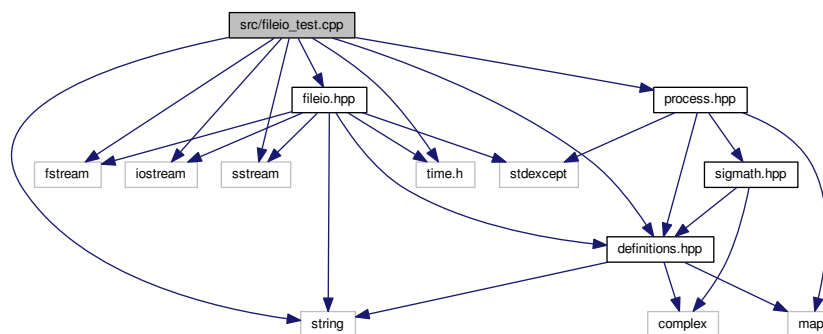 src/fileio_test.cpp
fileio.hpp
process.hpp
fstream
iostream
sstream
time.h
stdexcept
sigmath.hpp
definitions.hpp
string
complex
map